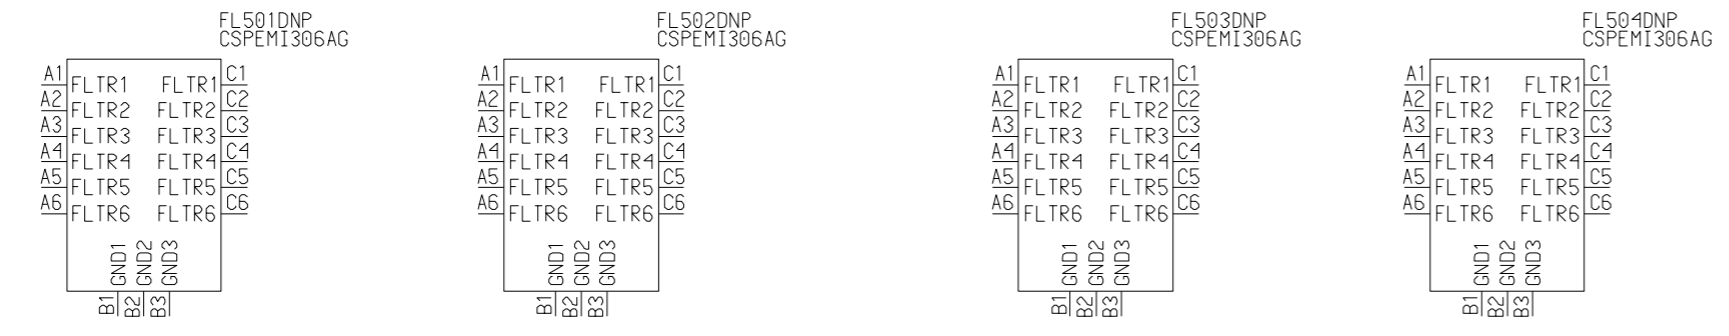 FL501DNP
CSPEMI306AG
A1 FLTR1 FLTR1 C1
A2 FLTR2 FLTR2 C2
A3 FLTR3 FLTR3 C3
A4 FLTR4 FLTR4 C4
A5 FLTR5 FLTR5 C5
A6 FLTR6 FLTR6 C6
GND1 GND2 GND3
B1 B2 B3
FL502DNP
CSPEMI306AG
A1 FLTR1 FLTR1 C1
A2 FLTR2 FLTR2 C2
A3 FLTR3 FLTR3 C3
A4 FLTR4 FLTR4 C4
A5 FLTR5 FLTR5 C5
A6 FLTR6 FLTR6 C6
GND1 GND2 GND3
B1 B2 B3
FL503DNP
CSPEMI306AG
A1 FLTR1 FLTR1 C1
A2 FLTR2 FLTR2 C2
A3 FLTR3 FLTR3 C3
A4 FLTR4 FLTR4 C4
A5 FLTR5 FLTR5 C5
A6 FLTR6 FLTR6 C6
GND1 GND2 GND3
B1 B2 B3
FL504DNP
CSPEMI306AG
A1 FLTR1 FLTR1 C1
A2 FLTR2 FLTR2 C2
A3 FLTR3 FLTR3 C3
A4 FLTR4 FLTR4 C4
A5 FLTR5 FLTR5 C5
A6 FLTR6 FLTR6 C6
GND1 GND2 GND3
B1 B2 B3